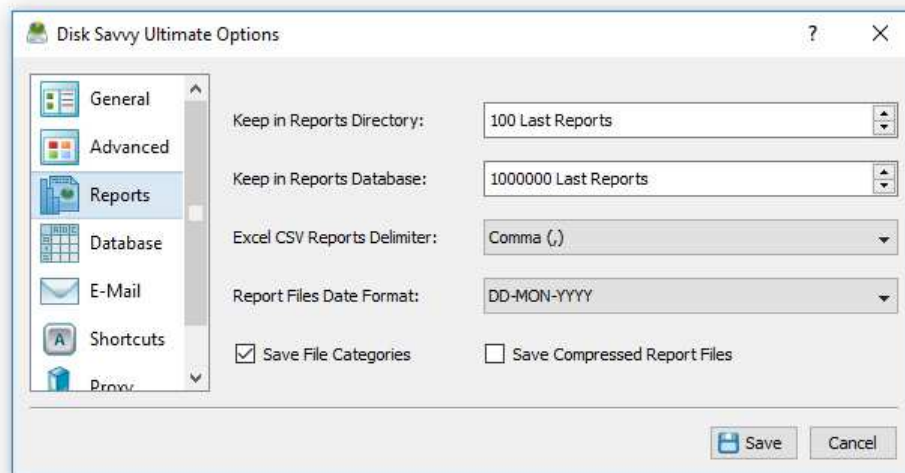 Disk Savvy Ultimate Options
General
Advanced
Reports
Database
E-Mail
Shortcuts
Proxy
Keep in Reports Directory: 100 Last Reports
Keep in Reports Database: 1000000 Last Reports
Excel CSV Reports Delimiter: Comma (,)
Report Files Date Format: DD-MON-YYYY
Save File Categories Save Compressed Report Files
Save Cancel